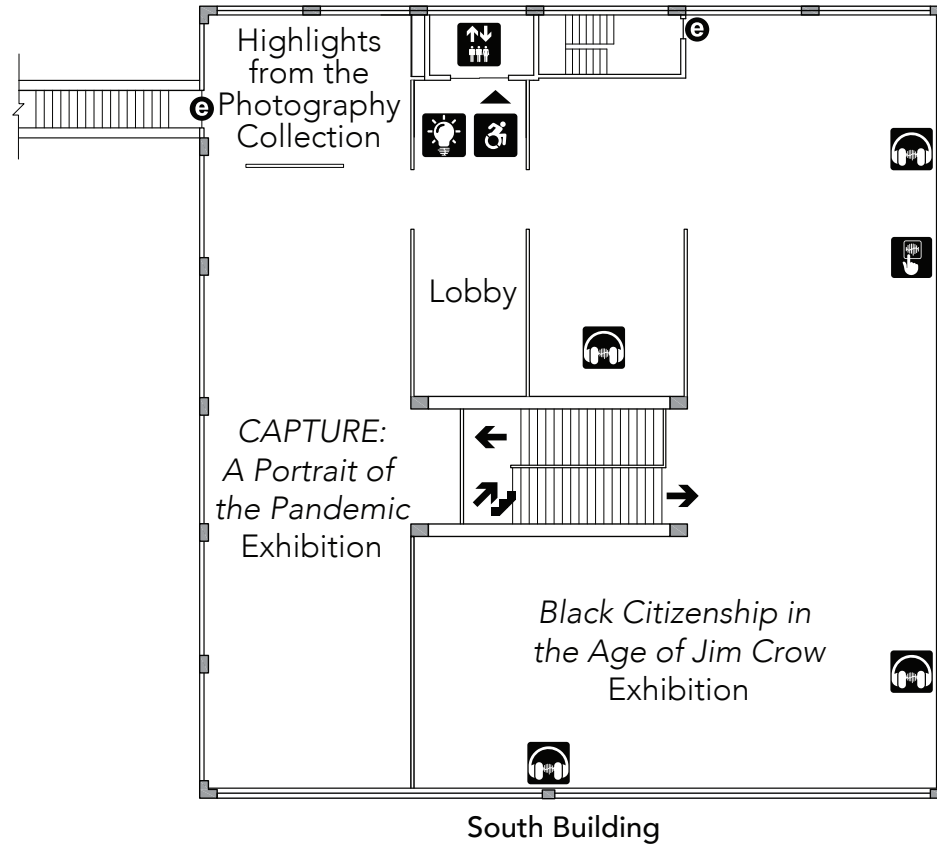 Highlights
from the
Photography
Collection
e
e
Lobby
CAPTURE:
A Portrait of
the Pandemic
Exhibition
Black Citizenship in
the Age of Jim Crow
Exhibition
South Building